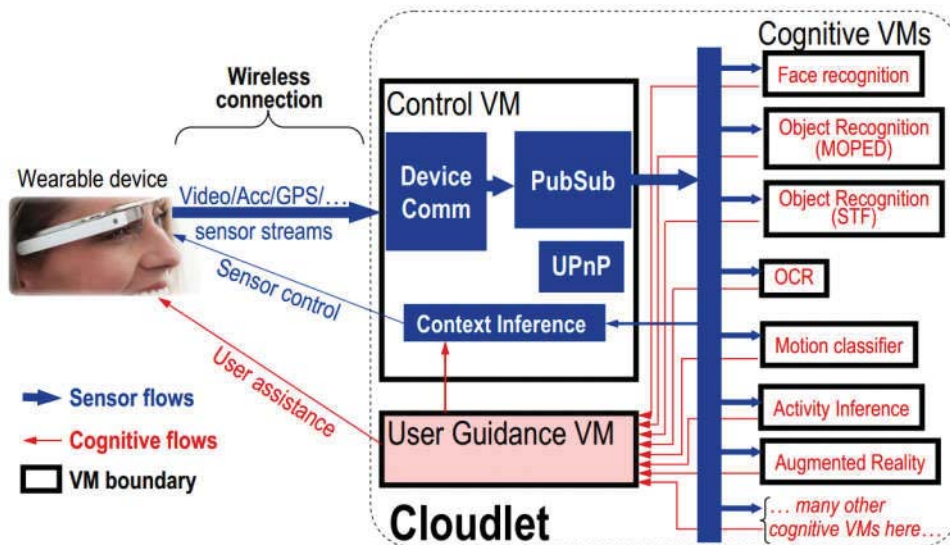 Cognitive VMs
Wireless
connection
Control VM
Face recognition
Object Recognition
(MOPED)
Wearable device
Device
Comm
PubSub
Video/Acc/GPS/…
sensor streams
Object Recognition
(STF)
UPnP
OCR
Sensor control
Context Inference
Motion classifier
User assistance
Sensor flows
Cognitive flows
VM boundary
User Guidance VM
Activity Inference
Augmented Reality
Cloudlet
… many other
cognitive VMs here …